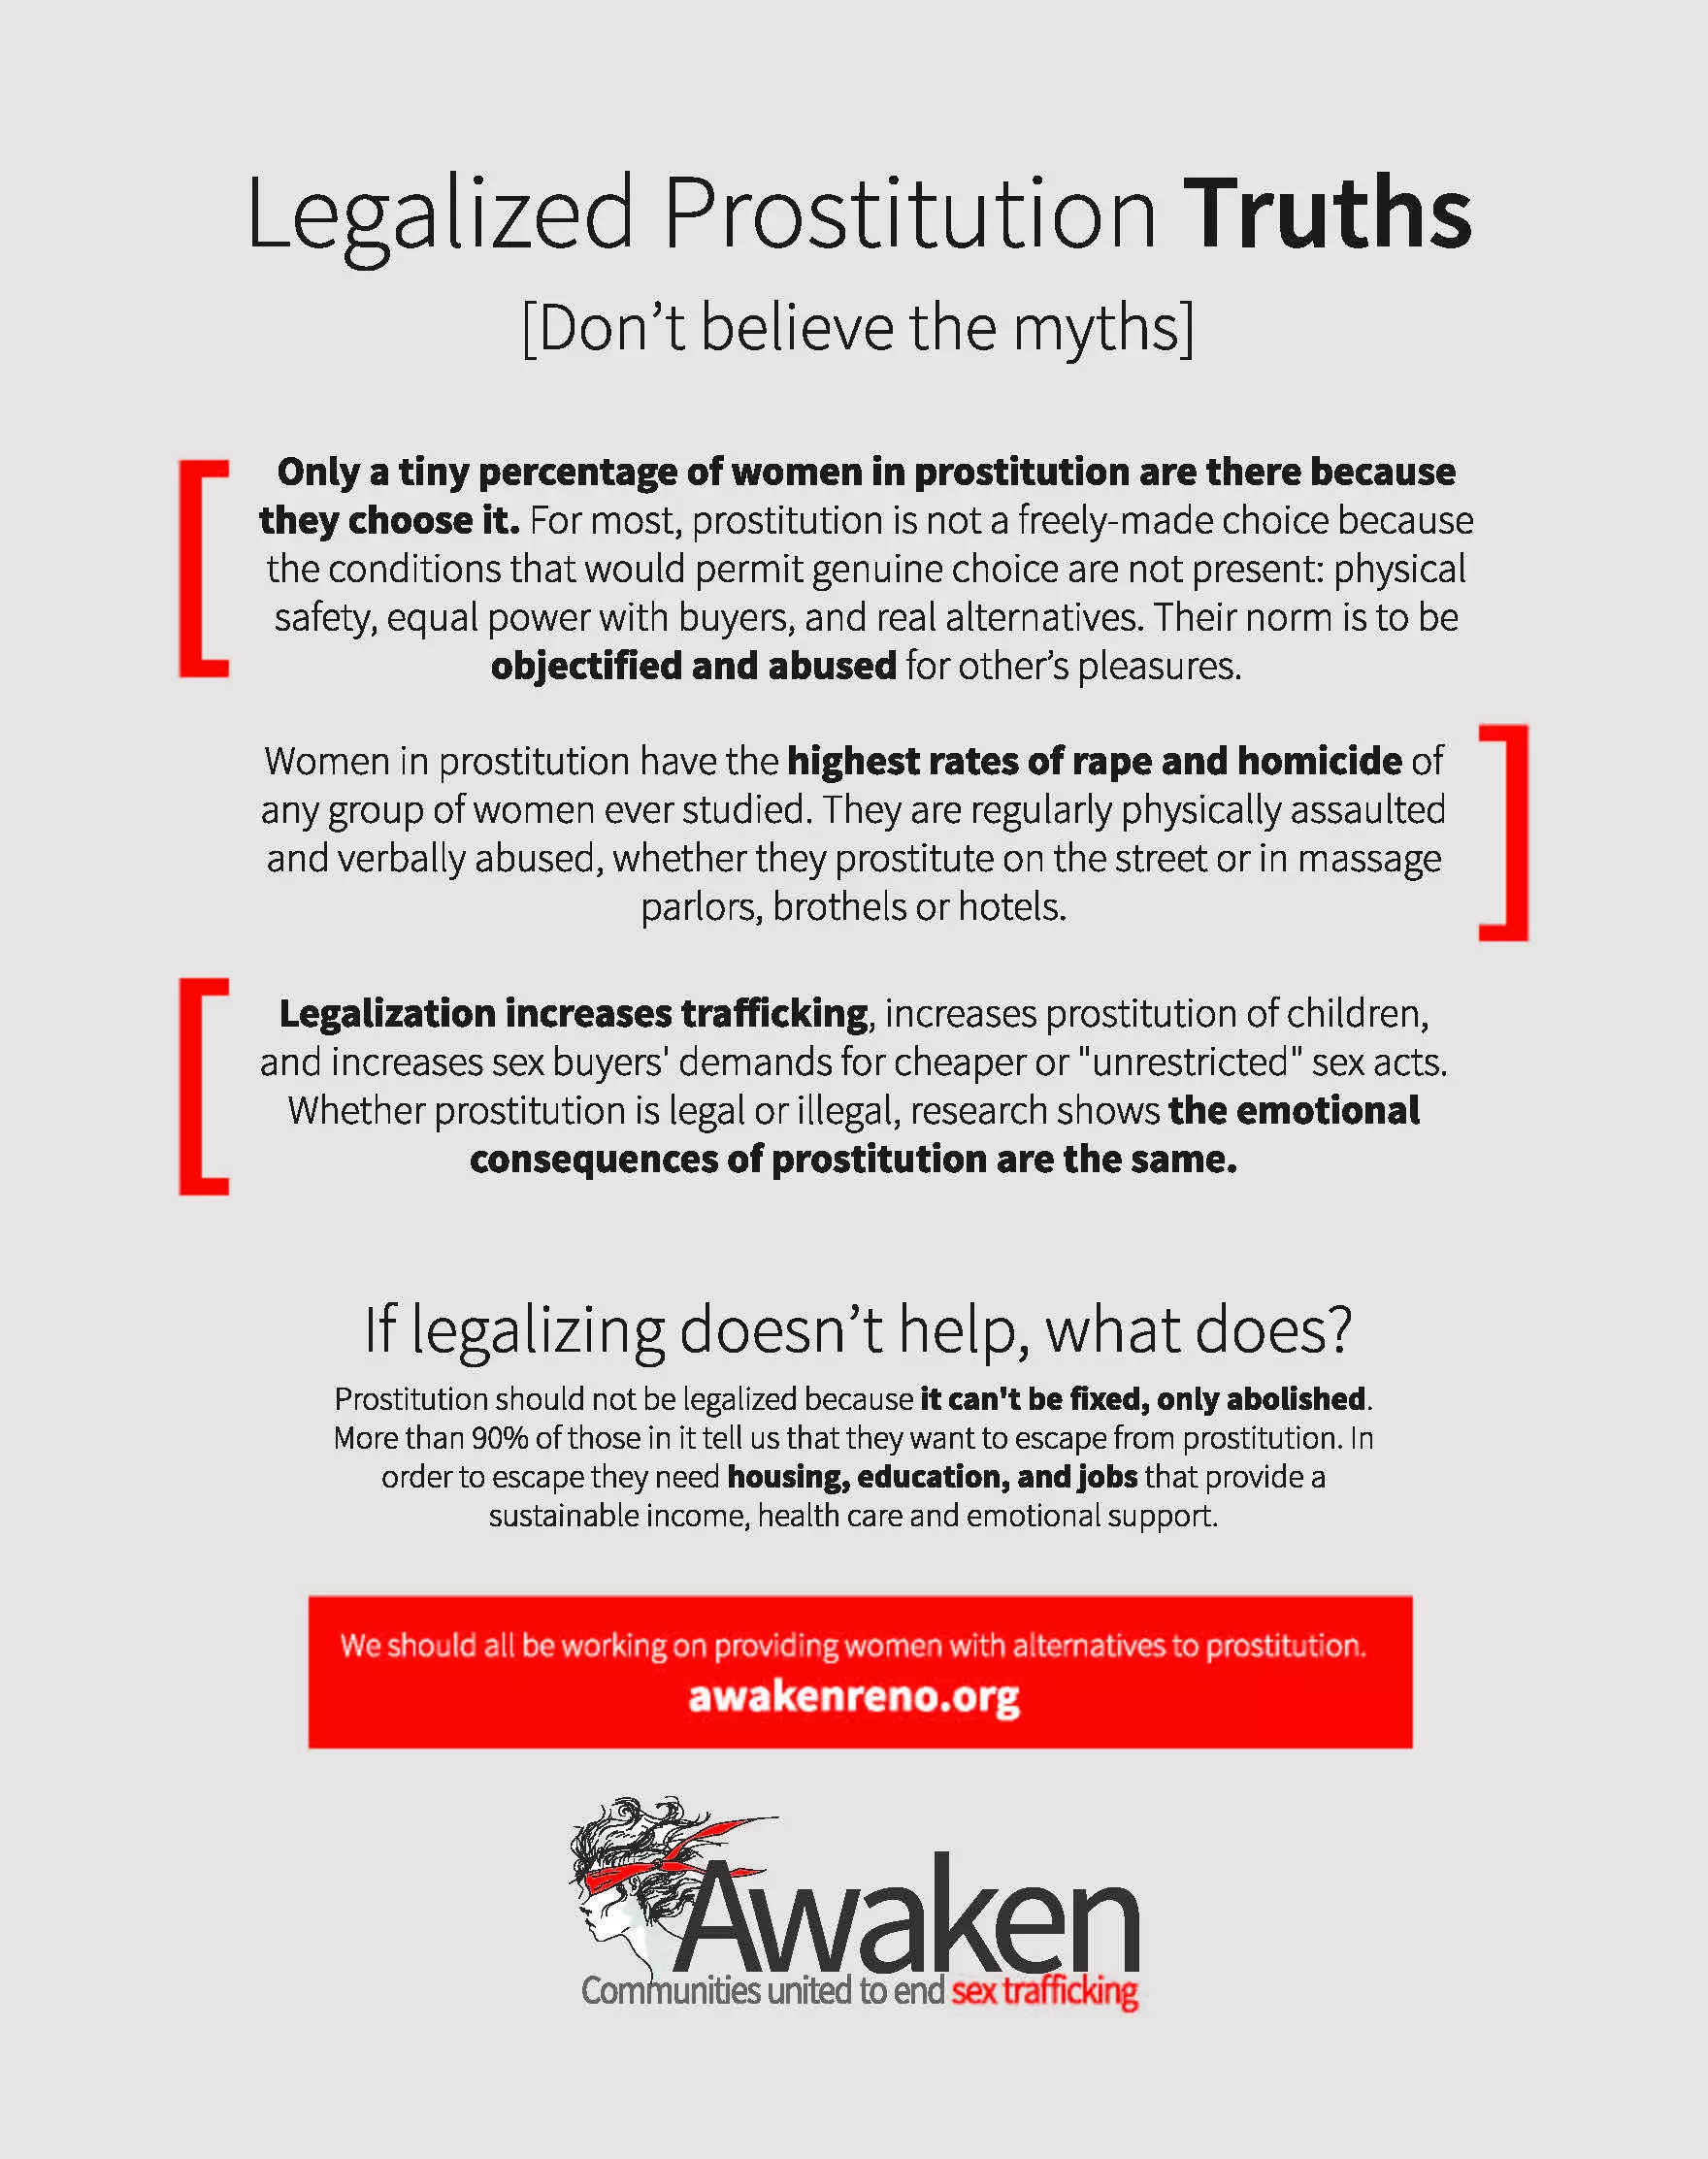 Legalized Prostitution Truths
[Don't believe the myths]
Only a tiny percentage of women in prostitution are there because
they choose it. For most, prostitution is not a freely-made choice because
the conditions that would permit genuine choice are not present: physical
safety, equal power with buyers, and real alternatives. Their norm is to be
objectified and abused for other's pleasures.
Women in prostitution have the highest rates of rape and homicide of
any group of women ever studied. They are regularly physically assaulted
and verbally abused, whether they prostitute on the street or in massage
parlors, brothels or hotels.
Legalization increases trafficking, increases prostitution of children,
and increases sex buyers' demands for cheaper or "unrestricted" sex acts.
Whether prostitution is legal or illegal, research shows the emotional
consequences of prostitution are the same.
If legalizing doesn't help, what does?
Prostitution should not be legalized because it can't be fixed, only abolished.
More than 90% of those in it tell us that they want to escape from prostitution. In
order to escape they need housing, education, and jobs that provide a
sustainable income, health care and emotional support.
We should all be working on providing women with alternatives to prostitution.
awakenreno.org
Awaken
Communities united to end sex trafficking